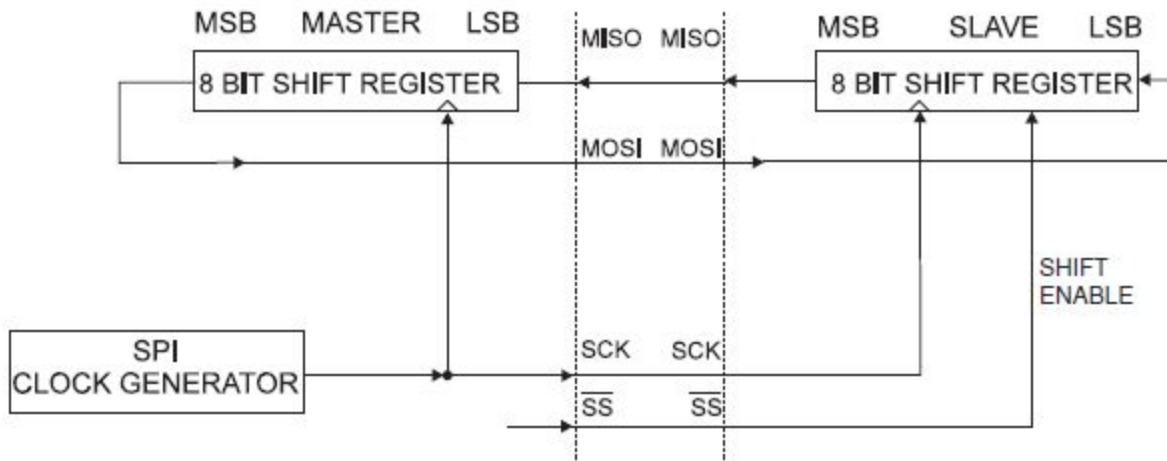 MSB MASTER LSB
MISO MISO
MSB SLAVE LSB
8 BIT SHIFT REGISTER
8 BIT SHIFT REGISTER
MOSI MOSI
SHIFT
ENABLE
SPI
CLOCK GENERATOR
SCK SCK
SS SS